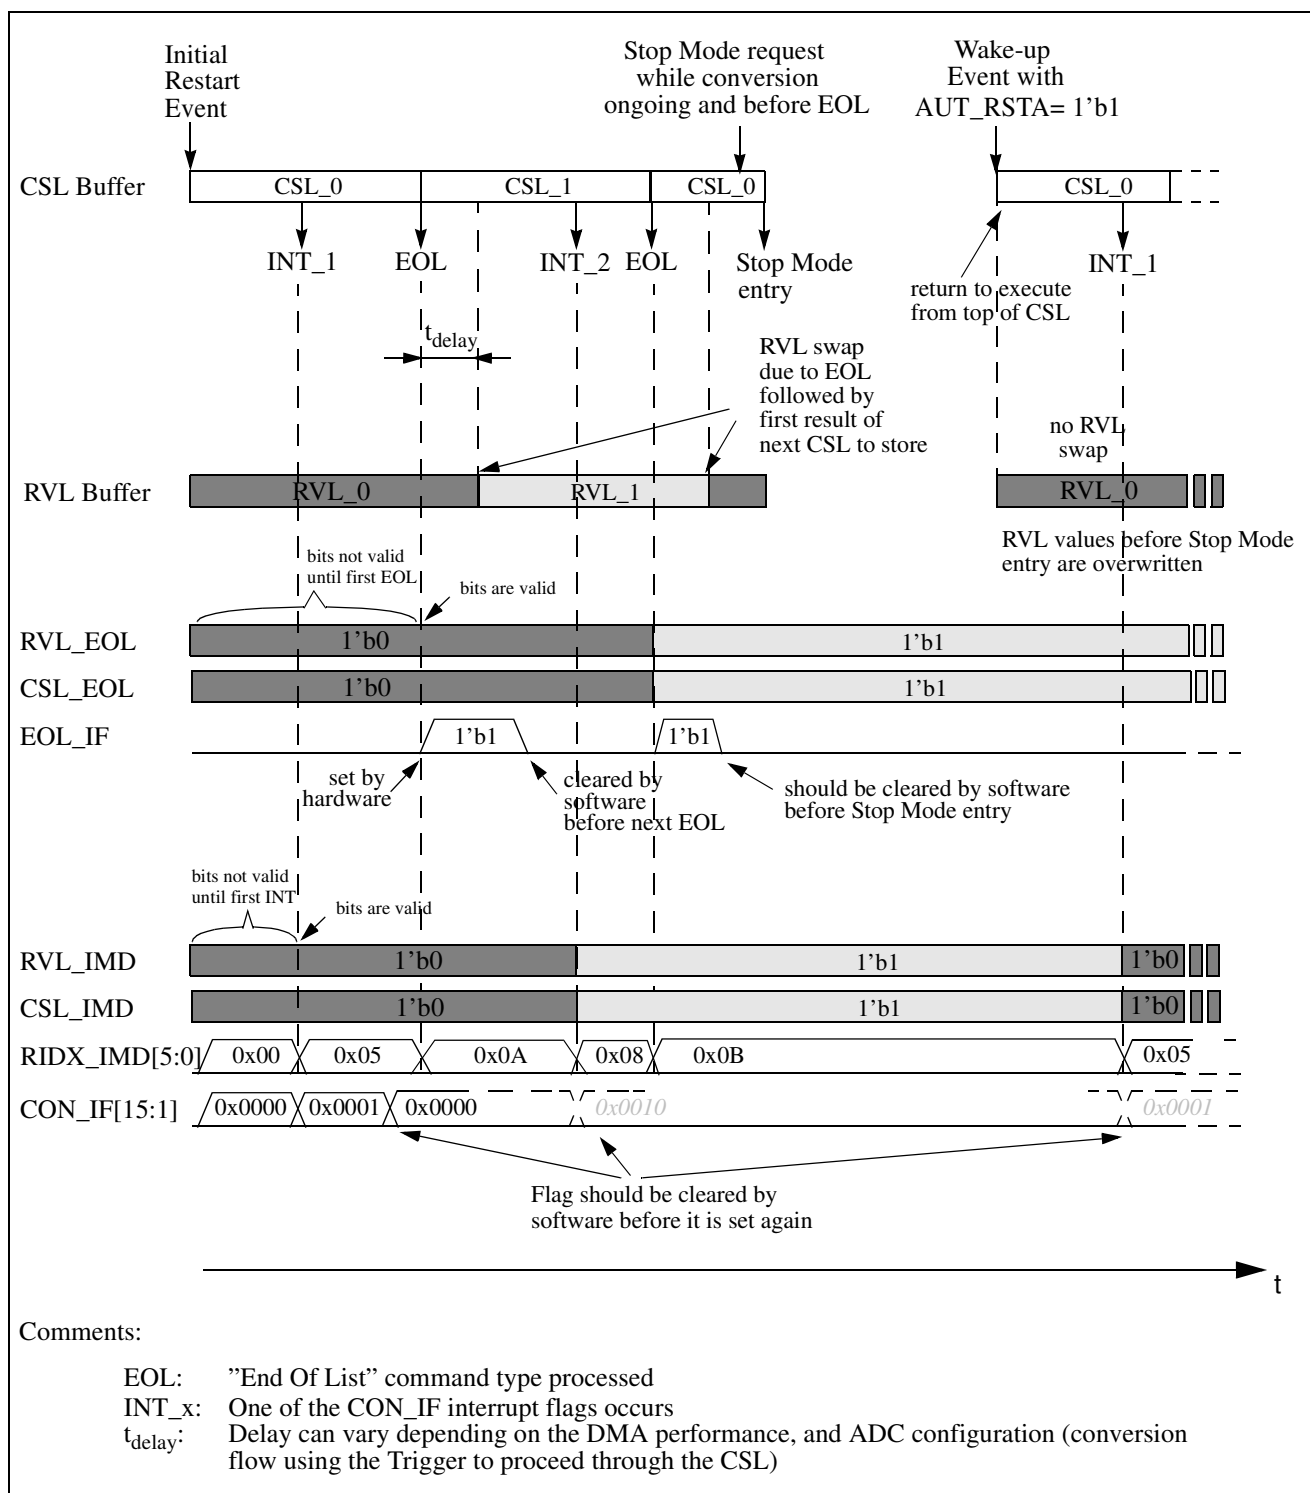 Initial
Restart
Event
Stop Mode request
while conversion
ongoing and before EOL
Wake-up
Event with
AUT_RSTA= 1’b1
CSL Buffer
CSL_0
CSL_1
CSL_0
CSL_0
INT_1
EOL
INT_2
EOL
Stop Mode
entry
INT_1
return to execute
from top of CSL
tdelay
RVL swap
due to EOL
followed by
first result of
next CSL to store
no RVL
swap
RVL Buffer
RVL_0
RVL_1
RVL_0
RVL values before Stop Mode
entry are overwritten
bits not valid
until first EOL
bits are valid
RVL_EOL
1’b0
1’b1
CSL_EOL
1’b0
1’b1
EOL_IF
1’b1
1’b1
set by
hardware
cleared by
software
before next EOL
should be cleared by software
before Stop Mode entry
bits not valid
until first INT
bits are valid
RVL_IMD
1’b0
1’b1
1’b0
CSL_IMD
1’b0
1’b1
1’b0
RIDX_IMD[5:0]
0x00
0x05
0x0A
0x08
0x0B
0x05
CON_IF[15:1]
0x0000
0x0001
0x0000
0x0010
0x0001
Flag should be cleared by
software before it is set again
t
Comments:
EOL: ”End Of List” command type processed
INT_x: One of the CON_IF interrupt flags occurs
tdelay: Delay can vary depending on the DMA performance, and ADC configuration (conversion
flow using the Trigger to proceed through the CSL)